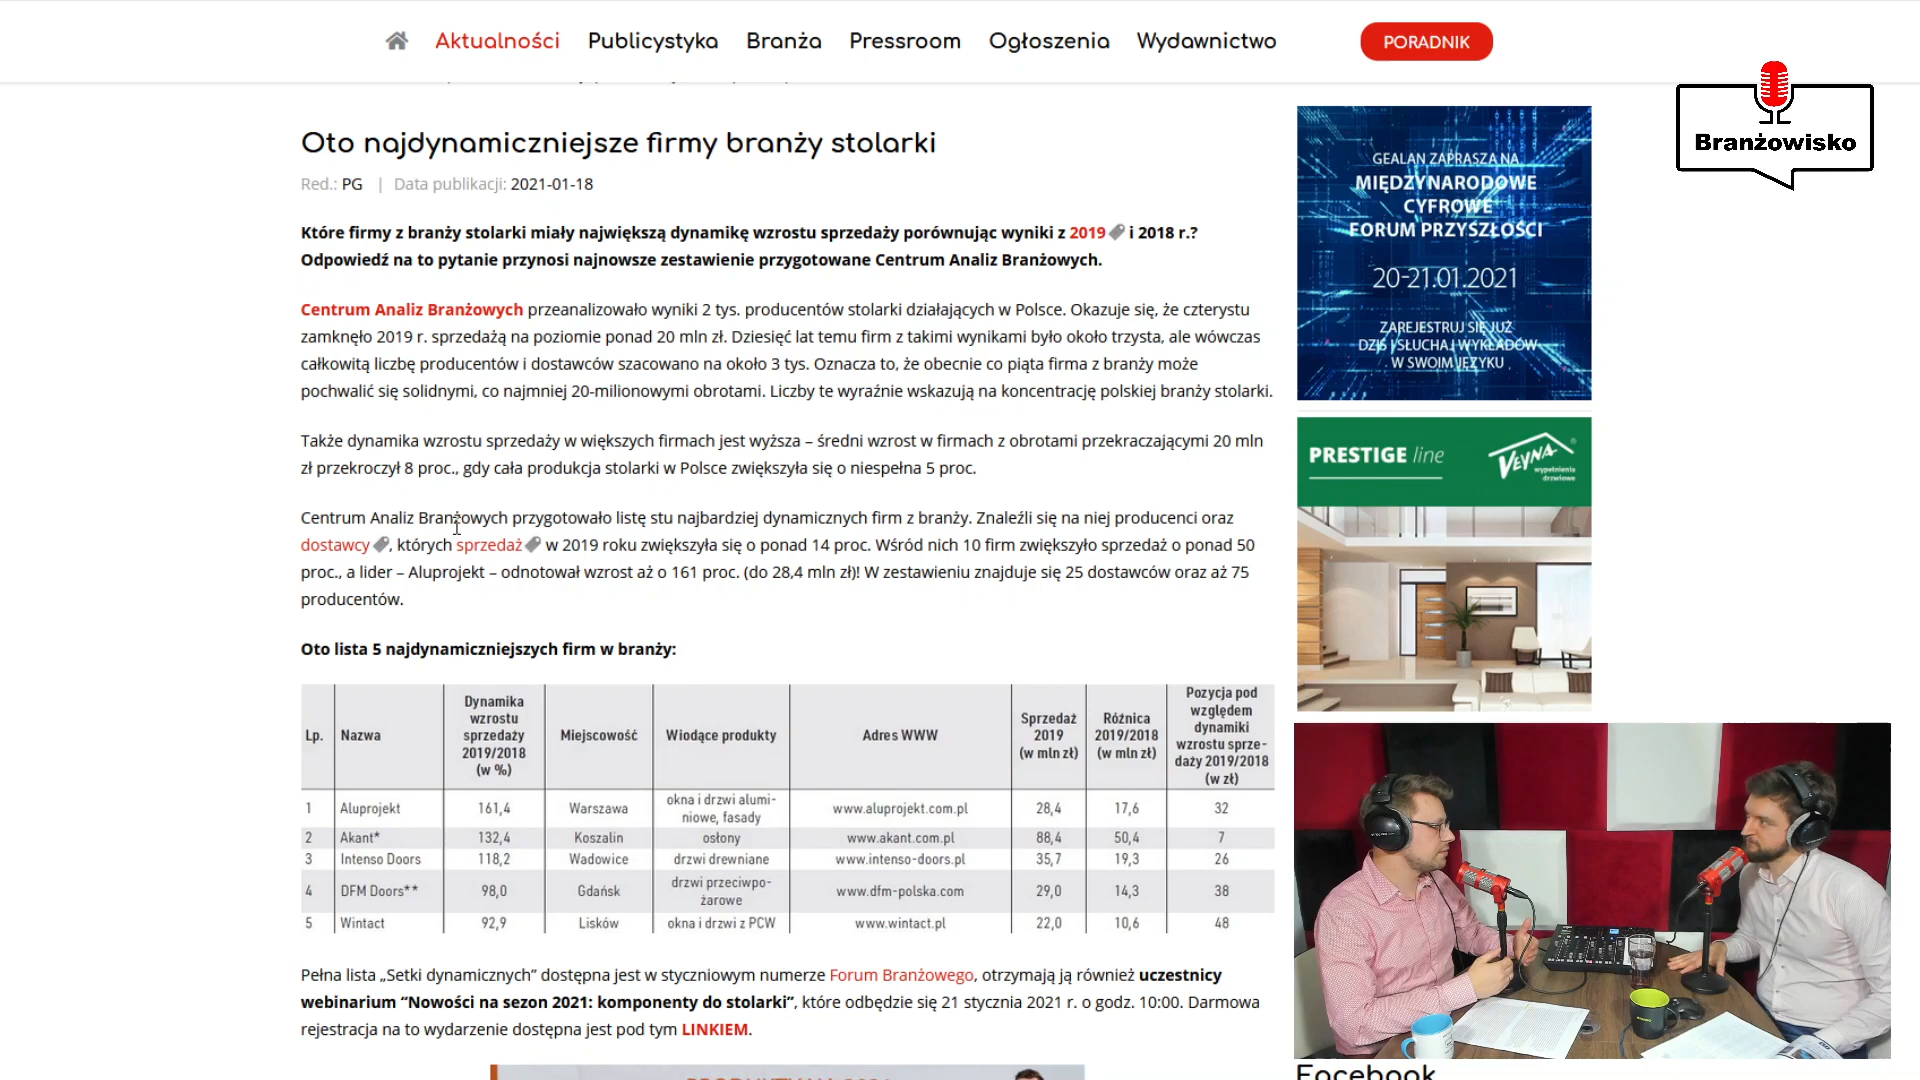 Aktualności Publicystyka Branża Pressroom Ogłoszenia Wydawnictwo PORADNIK
Branżowisko
Oto najdynamiczniejsze firmy branży stolarki
Red.: PG | Data publikacji: 2021-01-18
Które firmy z branży stolarki miały największą dynamikę wzrostu sprzedaży porównując wyniki z 2019 i 2018 r.?
Odpowiedź na to pytanie przynosi najnowsze zestawienie przygotowane Centrum Analiz Branżowych.
Centrum Analiz Branżowych przeanalizowało wyniki 2 tys. producentów stolarki działających w Polsce. Okazuje się, że czterystu
zamknęło 2019 r. sprzedażą na poziomie ponad 20 mln zł. Dziesięć lat temu firm z takimi wynikami było około trzysta, ale wówczas
całkowitą liczbę producentów i dostawców szacowano na około 3 tys. Oznacza to, że obecnie co piąta firma z branży może
pochwalić się solidnymi, co najmniej 20-milionowymi obrotami. Liczby te wyraźnie wskazują na koncentrację polskiej branży stolarki.
Także dynamika wzrostu sprzedaży w większych firmach jest wyższa – średni wzrost w firmach z obrotami przekraczającymi 20 mln
zł przekroczył 8 proc., gdy cała produkcja stolarki w Polsce zwiększyła się o niespełna 5 proc.
Centrum Analiz Branżowych przygotowało listę stu najbardziej dynamicznych firm z branży. Znaleźli się na niej producenci oraz
dostawcy, których sprzedaż w 2019 roku zwiększyła się o ponad 14 proc. Wśród nich 10 firm zwiększyło sprzedaż o ponad 50
proc., a lider – Aluprojekt – odnotował wzrost aż o 161 proc. (do 28,4 mln zł)! W zestawieniu znajduje się 25 dostawców oraz aż 75
producentów.
Oto lista 5 najdynamiczniejszych firm w branży:
Lp. Nazwa Dynamika wzrostu sprzedaży 2019/2018 (w %) Miejscowość Wiodące produkty Adres WWW Sprzedaż 2019 (w mln zł) Różnica 2019/2018 (w mln zł) Pozycja pod względem dynamiki wzrostu sprze-daży 2019/2018 (w zł)
1 Aluprojekt 161,4 Warszawa okna i drzwi alumi-niowe, fasady www.aluprojekt.com.pl 28,4 17,6 32
2 Akant* 132,4 Koszalin osłony www.akant.com.pl 88,4 50,4 7
3 Intenso Doors 118,2 Wadowice drzwi drewniane www.intenso-doors.pl 35,7 19,3 26
4 DFM Doors** 98,0 Gdańsk drzwi przeciwpo-żarowe www.dfm-polska.com 29,0 14,3 38
5 Wintact 92,9 Lisków okna i drzwi z PCW www.wintact.pl 22,0 10,6 48
Pełna lista „Setki dynamicznych” dostępna jest w styczniowym numerze Forum Branżowego, otrzymają ją również uczestnicy
webinarium “Nowości na sezon 2021: komponenty do stolarki”, które odbędzie się 21 stycznia 2021 r. o godz. 10:00. Darmowa
rejestracja na to wydarzenie dostępna jest pod tym LINKIEM.
GEALAN ZAPRASZA NA
MIĘDZYNARODOWE
CYFROWE
FORUM PRZYSZŁOŚCI
20-21.01.2021
ZAREJESTRUJ SIĘ JUŻ
DZIŚ I SŁUCHAJ WYKŁADÓW
W SWOIM JĘZYKU
PRESTIGE line
VEYNA®
wypełnienia
drzwiowe
Facebook